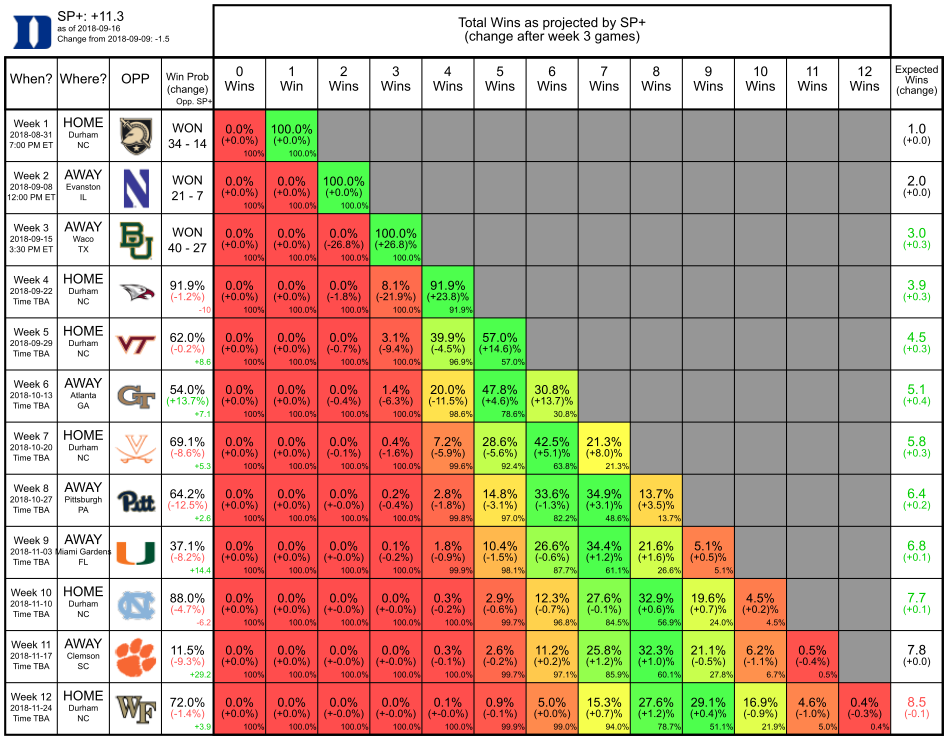 SP+: +11.3
as of 2018-09-16
Change from 2018-09-09: -1.5
Total Wins as projected by SP+
(change after week 3 games)
When? Where? OPP Win Prob (change) Opp. SP+ 0 Wins 1 Win 2 Wins 3 Wins 4 Wins 5 Wins 6 Wins 7 Wins 8 Wins 9 Wins 10 Wins 11 Wins 12 Wins Expected Wins (change)
Week 1 HOME WON 0.0% 100.0% 1.0
2018-08-31 Durham (+0.0%) (+0.0%) (+0.0)
7:00 PM ET NC 34 - 14 100% 100.0%
Week 2 AWAY WON 0.0% 0.0% 100.0% 2.0
2018-09-08 Evanston (+0.0%) (+0.0%) (+0.0%) (+0.0)
12:00 PM ET IL 21 - 7 100% 100.0% 100.0%
Week 3 AWAY WON 0.0% 0.0% 0.0% 100.0% 3.0
2018-09-15 Waco (+0.0%) (+0.0%) (-26.8%) (+26.8)% (+0.3)
3:30 PM ET TX 40 - 27 100% 100.0% 100.0% 100.0%
Week 4 HOME 91.9% 0.0% 0.0% 0.0% 8.1% 91.9% 3.9
2018-09-22 Durham (-1.2%) (+0.0%) (+0.0%) (-1.8%) (-21.9%) (+23.8)% (+0.3)
Time TBA NC -10 100% 100.0% 100.0% 100.0% 91.9%
Week 5 HOME VT 62.0% 0.0% 0.0% 0.0% 3.1% 39.9% 57.0% 4.5
2018-09-29 Durham (-0.2%) (+0.0%) (+0.0%) (-0.7%) (-9.4%) (-4.5%) (+14.6)% (+0.3)
Time TBA NC +8.6 100% 100.0% 100.0% 100.0% 96.9% 57.0%
Week 6 AWAY GT 54.0% 0.0% 0.0% 0.0% 1.4% 20.0% 47.8% 30.8% 5.1
2018-10-13 Atlanta (+13.7%) (+0.0%) (+0.0%) (-0.4%) (-6.3%) (-11.5%) (+4.6)% (+13.7%) (+0.4)
Time TBA GA +7.1 100% 100.0% 100.0% 100.0% 98.6% 78.6% 30.8%
Week 7 HOME 69.1% 0.0% 0.0% 0.0% 0.4% 7.2% 28.6% 42.5% 21.3% 5.8
2018-10-20 Durham (-8.6%) (+0.0%) (+0.0%) (-0.1%) (-1.6%) (-5.9%) (-5.6%) (+5.1%) (+8.0)% (+0.3)
Time TBA NC +5.3 100% 100.0% 100.0% 100.0% 99.6% 92.4% 63.8% 21.3%
Week 8 AWAY Pitt 64.2% 0.0% 0.0% 0.0% 0.2% 2.8% 14.8% 33.6% 34.9% 13.7% 6.4
2018-10-27 Pittsburgh (-12.5%) (+0.0%) (+0.0%) (-0.0%) (-0.4%) (-1.8%) (-3.1%) (-1.3%) (+3.1%) (+3.5)% (+0.2)
Time TBA PA +2.6 100% 100.0% 100.0% 100.0% 99.8% 97.0% 82.2% 48.6% 13.7%
Week 9 AWAY 37.1% 0.0% 0.0% 0.0% 0.1% 1.8% 10.4% 26.6% 34.4% 21.6% 5.1% 6.8
2018-11-03 Miami Gardens (-8.2%) (+0.0%) (+0.0%) (-0.0%) (-0.2%) (-0.9%) (-1.5%) (-0.6%) (+1.2%) (+1.6%) (+0.5)% (+0.1)
Time TBA FL +14.4 100% 100.0% 100.0% 100.0% 99.9% 98.1% 87.7% 61.1% 26.6% 5.1%
Week 10 HOME NC 88.0% 0.0% 0.0% 0.0% 0.0% 0.3% 2.9% 12.3% 27.6% 32.9% 19.6% 4.5% 7.7
2018-11-10 Durham (-4.7%) (+0.0%) (+0.0%) (-0.0%) (-0.0%) (-0.2%) (-0.6%) (-0.7%) (-0.1%) (+0.6%) (+0.7%) (+0.2)% (+0.1)
Time TBA NC -6.2 100% 100.0% 100.0% 100.0% 100.0% 99.7% 96.8% 84.5% 56.9% 24.0% 4.5%
Week 11 AWAY 11.5% 0.0% 0.0% 0.0% 0.0% 0.3% 2.6% 11.2% 25.8% 32.3% 21.1% 6.2% 0.5% 7.8
2018-11-17 Clemson (-9.3%) (+0.0%) (+0.0%) (-0.0%) (-0.0%) (-0.1%) (-0.2%) (+0.2%) (+1.2%) (+1.0%) (-0.5%) (-1.1%) (-0.4%) (+0.0)
Time TBA SC +29.2 100% 100.0% 100.0% 100.0% 100.0% 99.7% 97.1% 85.9% 60.1% 27.8% 6.7% 0.5%
Week 12 HOME WF 72.0% 0.0% 0.0% 0.0% 0.0% 0.1% 0.9% 5.0% 15.3% 27.6% 29.1% 16.9% 4.6% 0.4% 8.5
2018-11-24 Durham (-1.4%) (+0.0%) (+0.0%) (+0.0%) (-0.0%) (-0.0%) (-0.1%) (+0.0%) (+0.7%) (+1.2%) (+0.4%) (-0.9%) (-1.0%) (-0.3%) (-0.1)
Time TBA NC +3.9 100% 100.0% 100.0% 100.0% 100.0% 99.9% 99.0% 94.0% 78.7% 51.1% 21.9% 5.0% 0.4%